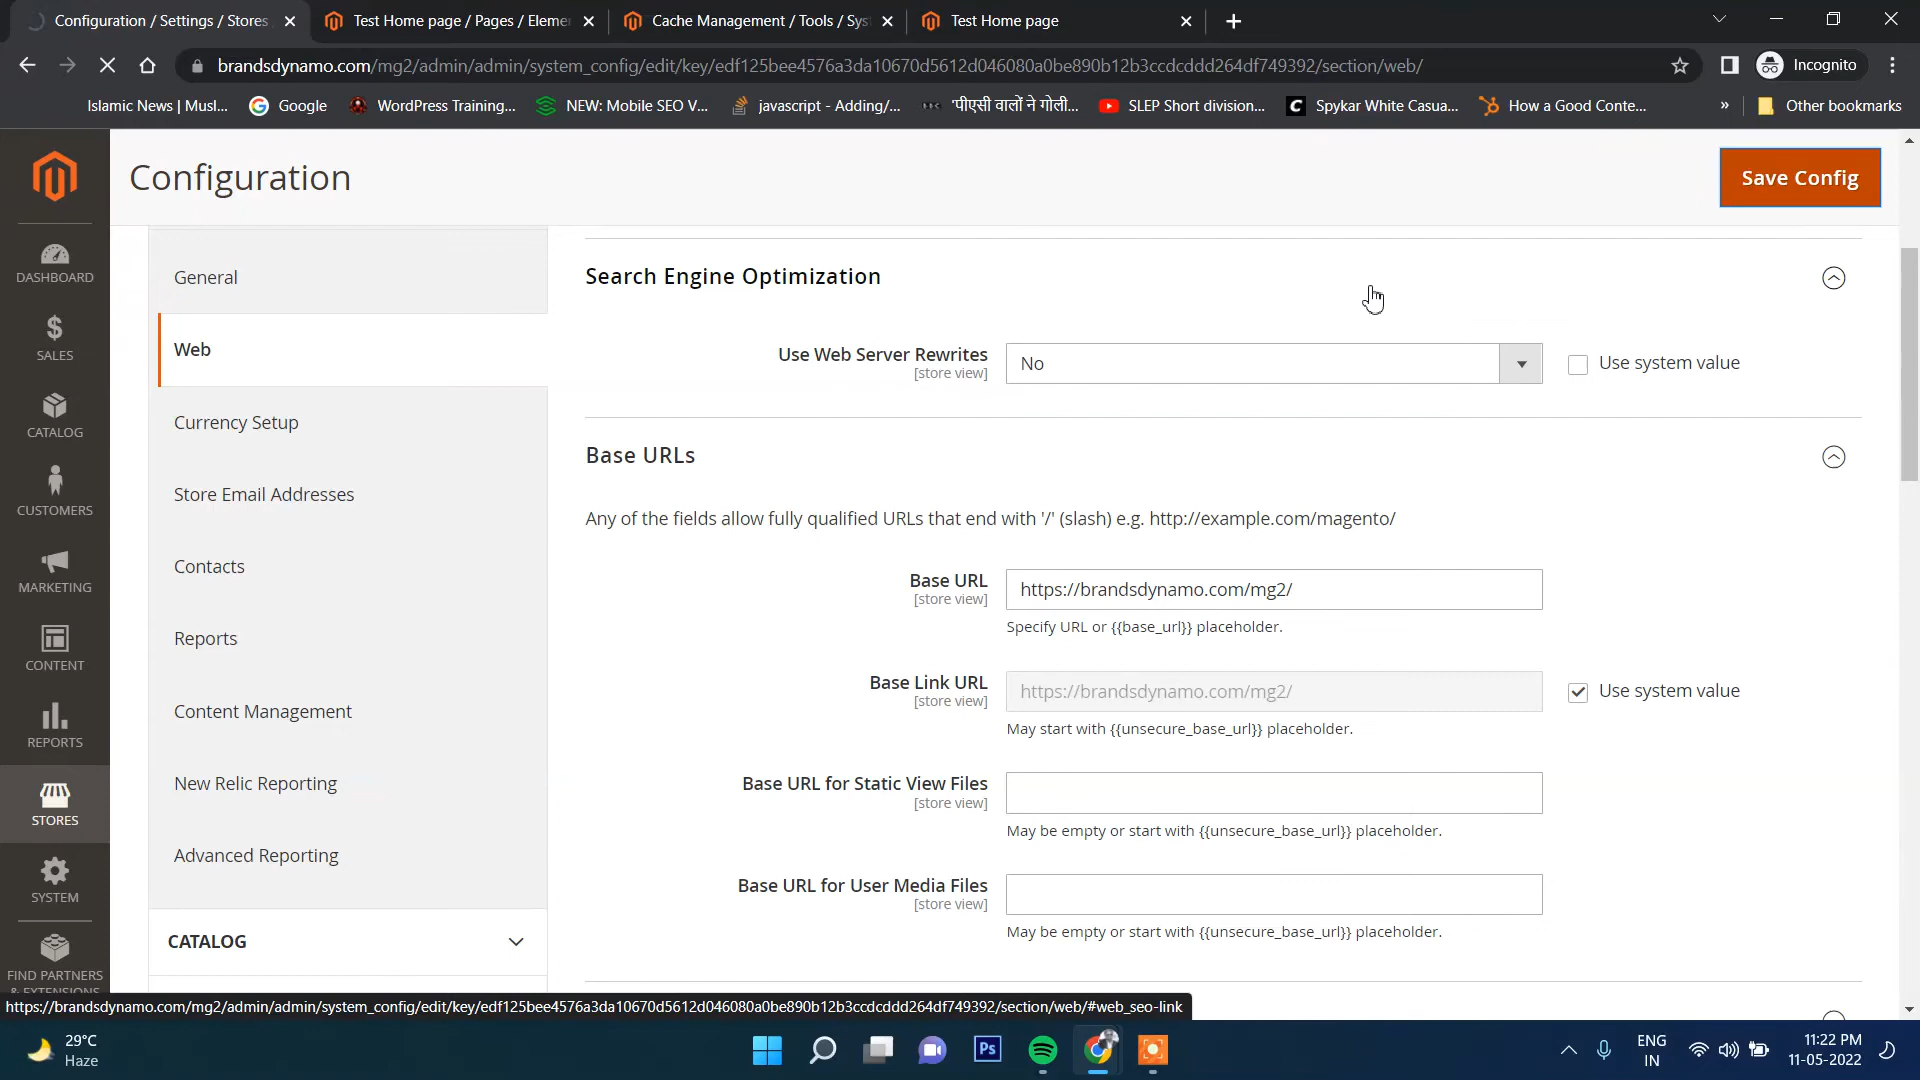 Configuration / Settings / Stores
Test Home page / Pages / Eleme
Cache Management / Tools / Sys
Test Home page
brandsdynamo.com/mg2/admin/admin/system_config/edit/key/edf125bee4576a3da10670d5612d046080a0be890b12b3ccdcddd264df749392/section/web/
Incognito
Islamic News | Musl...
Google
WordPress Training...
NEW: Mobile SEO V...
javascript - Adding/...
'पीएसी वालों ने गोली...
SLEP Short division...
Spykar White Casua...
How a Good Conte...
»
Other bookmarks
Configuration
Save Config
DASHBOARD
SALES
CATALOG
CUSTOMERS
MARKETING
CONTENT
REPORTS
STORES
SYSTEM
FIND PARTNERS
& EXTENSIONS
General
Web
Currency Setup
Store Email Addresses
Contacts
Reports
Content Management
New Relic Reporting
Advanced Reporting
CATALOG
Search Engine Optimization
Use Web Server Rewrites
[store view]
No
Use system value
Base URLs
Any of the fields allow fully qualified URLs that end with '/' (slash) e.g. http://example.com/magento/
Base URL
[store view]
https://brandsdynamo.com/mg2/
Specify URL or {{base_url}} placeholder.
Base Link URL
[store view]
https://brandsdynamo.com/mg2/
Use system value
May start with {{unsecure_base_url}} placeholder.
Base URL for Static View Files
[store view]
May be empty or start with {{unsecure_base_url}} placeholder.
Base URL for User Media Files
[store view]
May be empty or start with {{unsecure_base_url}} placeholder.
https://brandsdynamo.com/mg2/admin/admin/system_config/edit/key/edf125bee4576a3da10670d5612d046080a0be890b12b3ccdcddd264df749392/section/web/#web_seo-link
29°C
Haze
Ps
ENG
IN
11:22 PM
11-05-2022